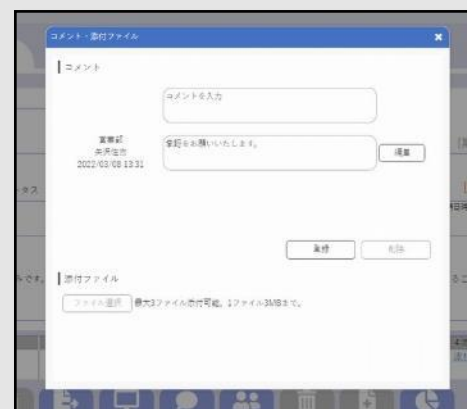 コメント・添付ファイル
コメント
コメントを入力
営業部
2022/03/08 13:31
承認をお願いいたします。
編集
登録
削除
添付ファイル
ファイル選択 最大3ファイル添付可能。1ファイル3MBまで。